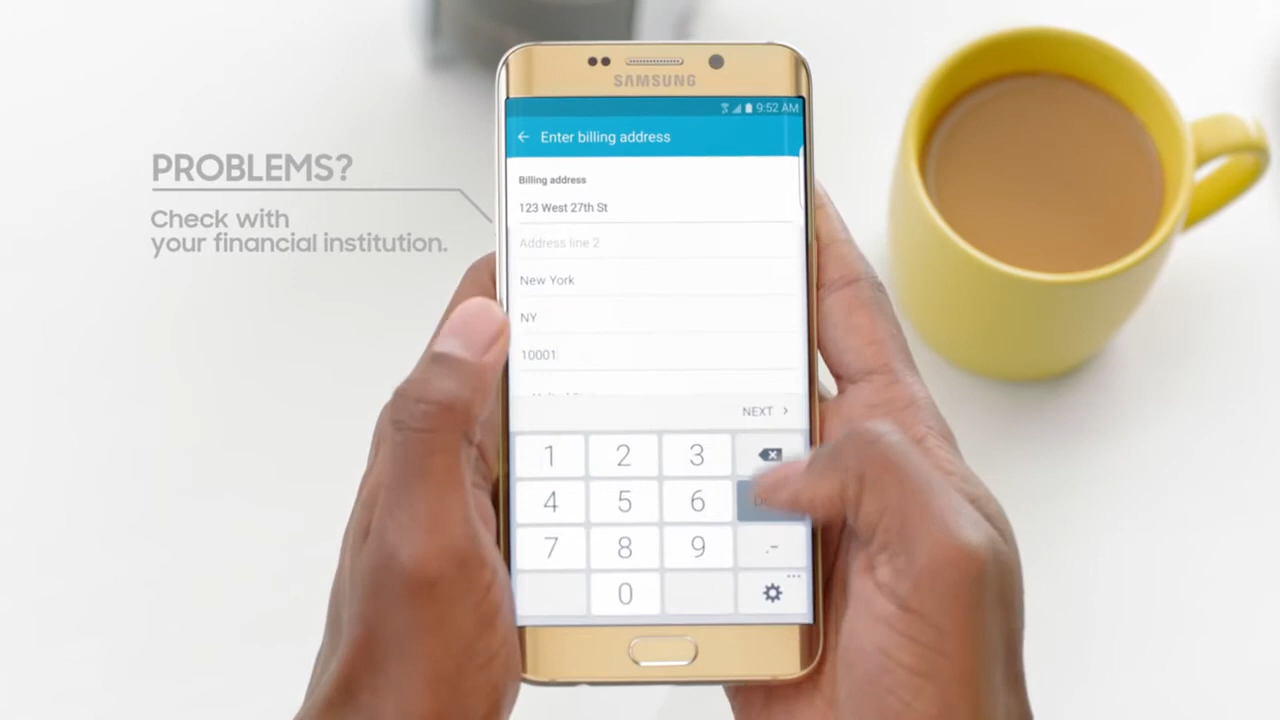 SAMSUNG
9:52 AM
Enter billing address
PROBLEMS?
Check with
your financial institution.
Billing address
123 West 27th St
Address line 2
New York
NY
10001
NEXT >
1 2 3
4 5 6
7 8 9 .-
0 ...